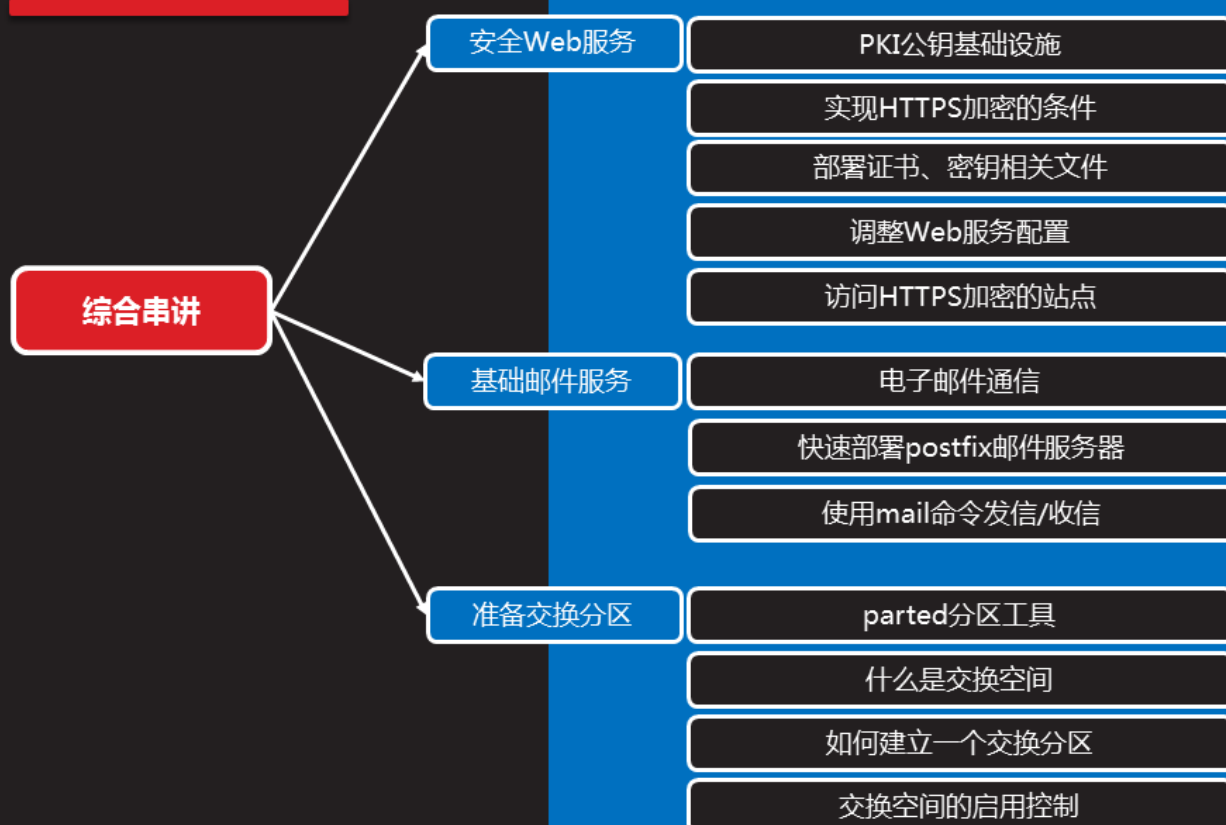 综合串讲
安全Web服务
PKI公钥基础设施
实现HTTPS加密的条件
部署证书、密钥相关文件
调整Web服务配置
访问HTTPS加密的站点
基础邮件服务
电子邮件通信
快速部署postfix邮件服务器
使用mail命令发信/收信
准备交换分区
parted分区工具
什么是交换空间
如何建立一个交换分区
交换空间的启用控制